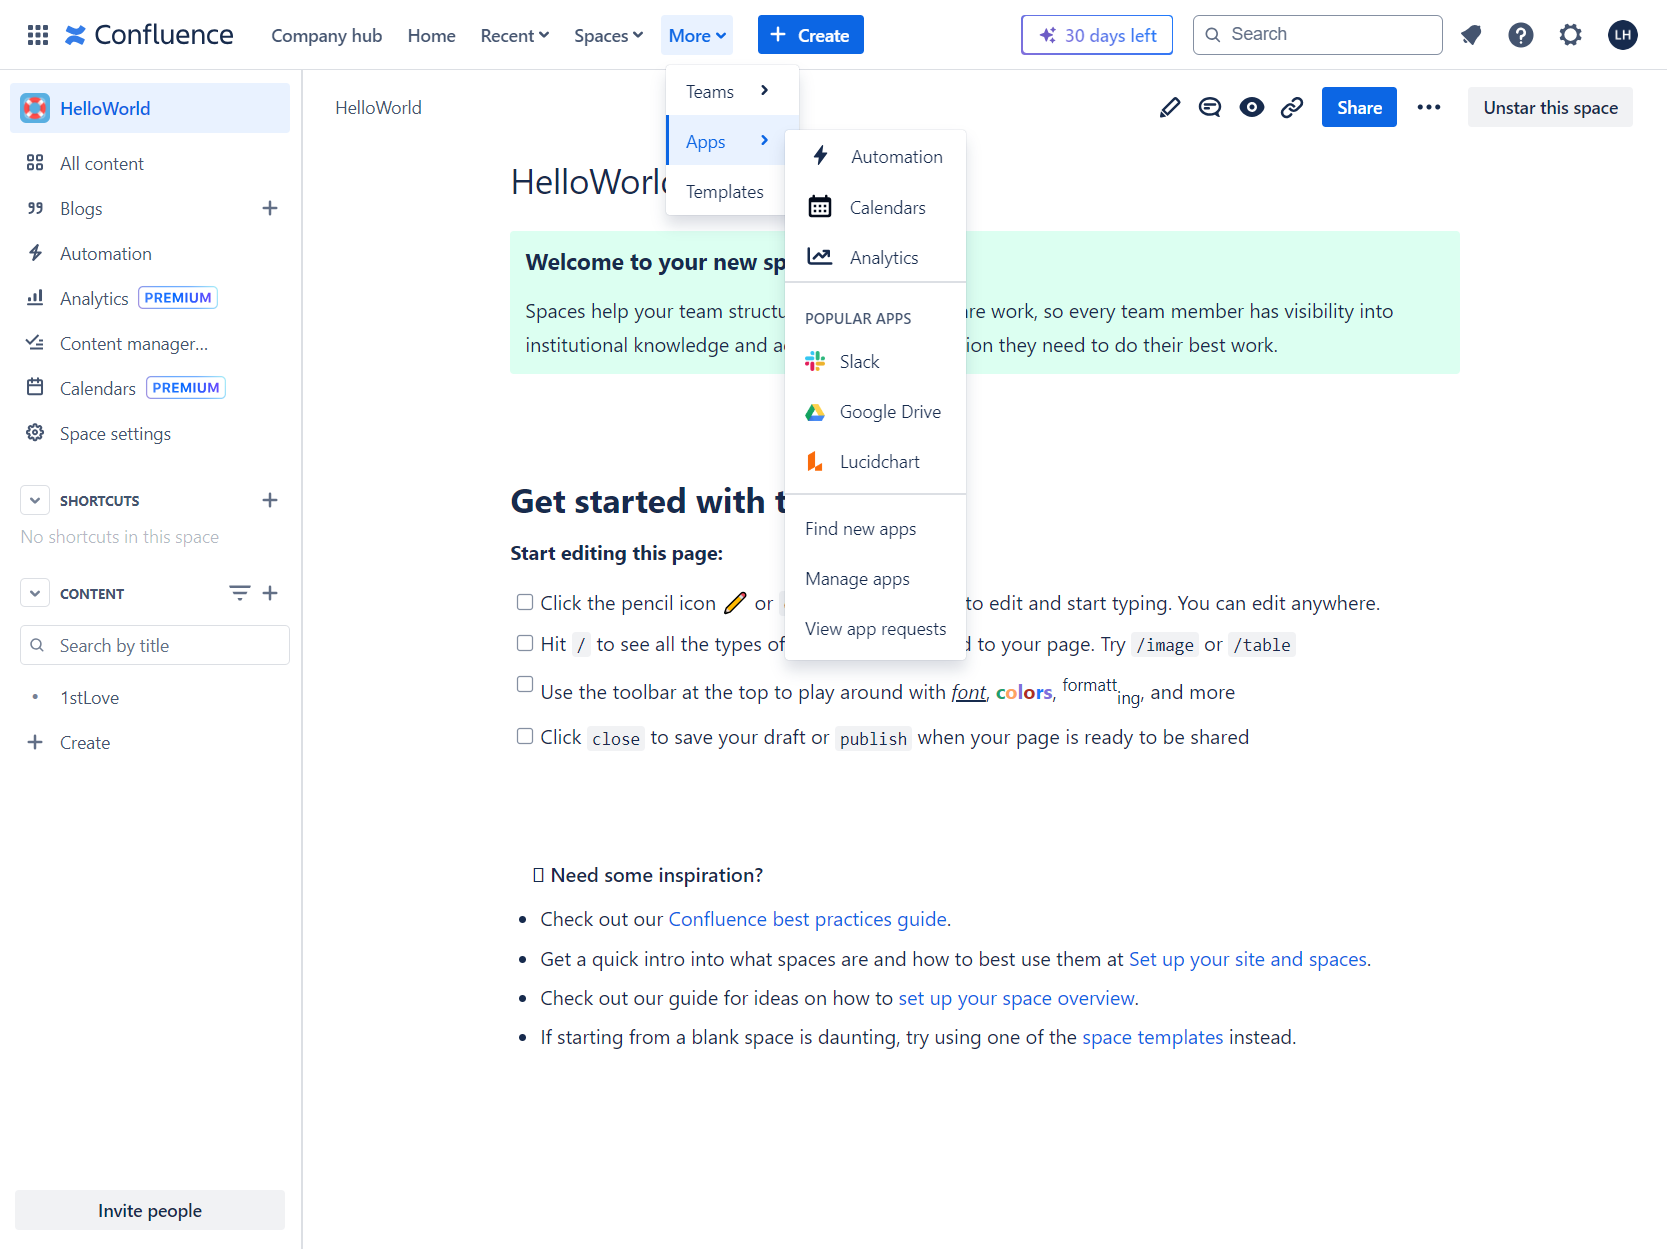 Confluence
Company hub
Home
Recent
Spaces
More
Create
30 days left
Search
LH
HelloWorld
All content
Blogs
Automation
Analytics PREMIUM
Content manager...
Calendars PREMIUM
Space settings
SHORTCUTS
No shortcuts in this space
CONTENT
Search by title
1stLove
Create
Invite people
HelloWorld
Share
Unstar this space
Teams
Apps
Templates
Automation
Calendars
Analytics
POPULAR APPS
Slack
Google Drive
Lucidchart
Find new apps
Manage apps
View app requests
HelloWorld
Welcome to your new sp
Spaces help your team structu re work, so every team member has visibility into
institutional knowledge and a ion they need to do their best work.
Get started with t
Start editing this page:
Click the pencil icon or to edit and start typing. You can edit anywhere.
Hit / to see all the types of d to your page. Try /image or /table
Use the toolbar at the top to play around with font, colors, formatting, and more
Click close to save your draft or publish when your page is ready to be shared
Need some inspiration?
• Check out our Confluence best practices guide.
• Get a quick intro into what spaces are and how to best use them at Set up your site and spaces.
• Check out our guide for ideas on how to set up your space overview.
• If starting from a blank space is daunting, try using one of the space templates instead.